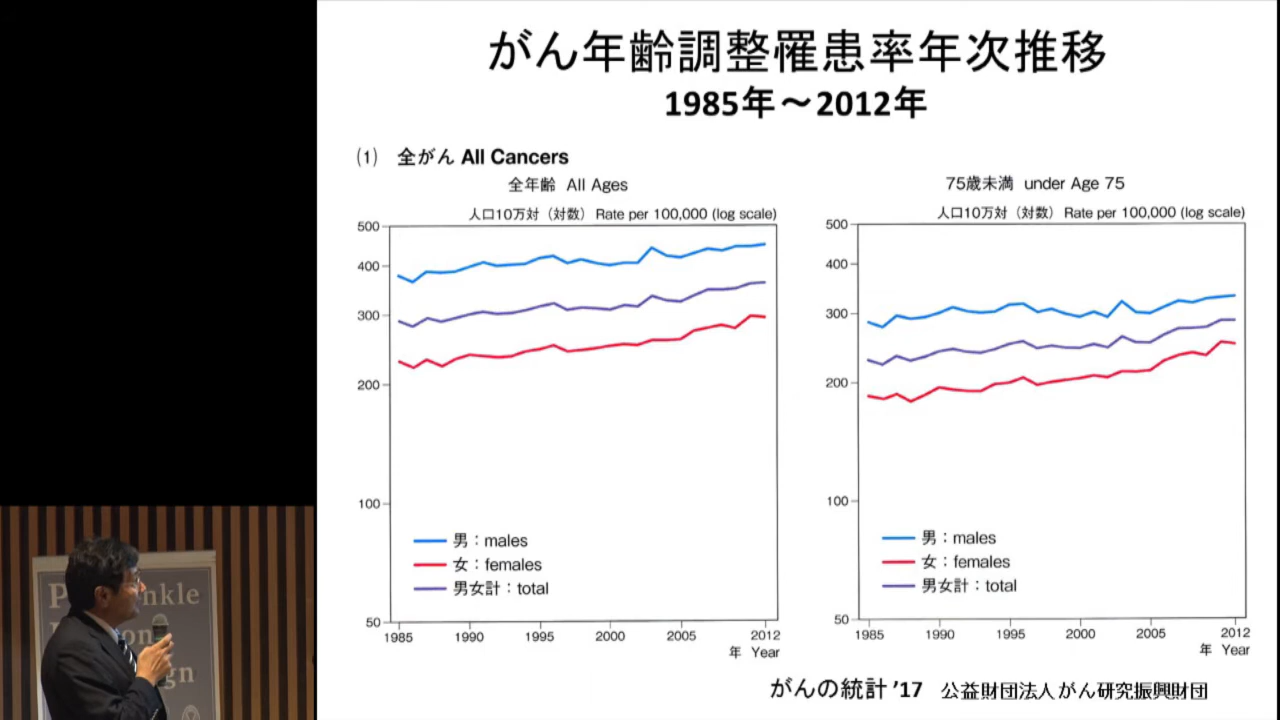 がん年齢調整罹患率年次推移
1985年～2012年
(1) 全がん All Cancers
全年齢 All Ages
人口10万対（対数） Rate per 100,000 (log scale)
500
400
300
200
100
50
男：males
女：females
男女計：total
1985 1990 1995 2000 2005 2012
年 Year
75歳未満 under Age 75
人口10万対（対数） Rate per 100,000 (log scale)
500
400
300
200
100
50
男：males
女：females
男女計：total
1985 1990 1995 2000 2005 2012
年 Year
がんの統計 '17 公益財団法人 がん研究振興財団